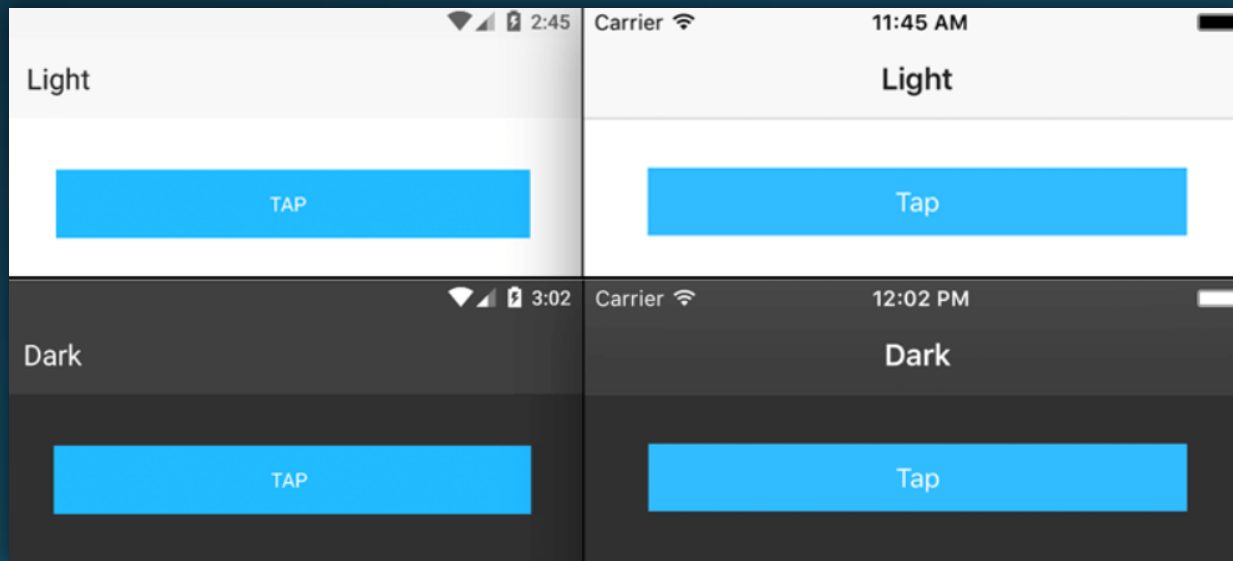 2:45
Light
TAP
Carrier 11:45 AM
Light
Tap
3:02
Dark
TAP
Carrier 12:02 PM
Dark
Tap